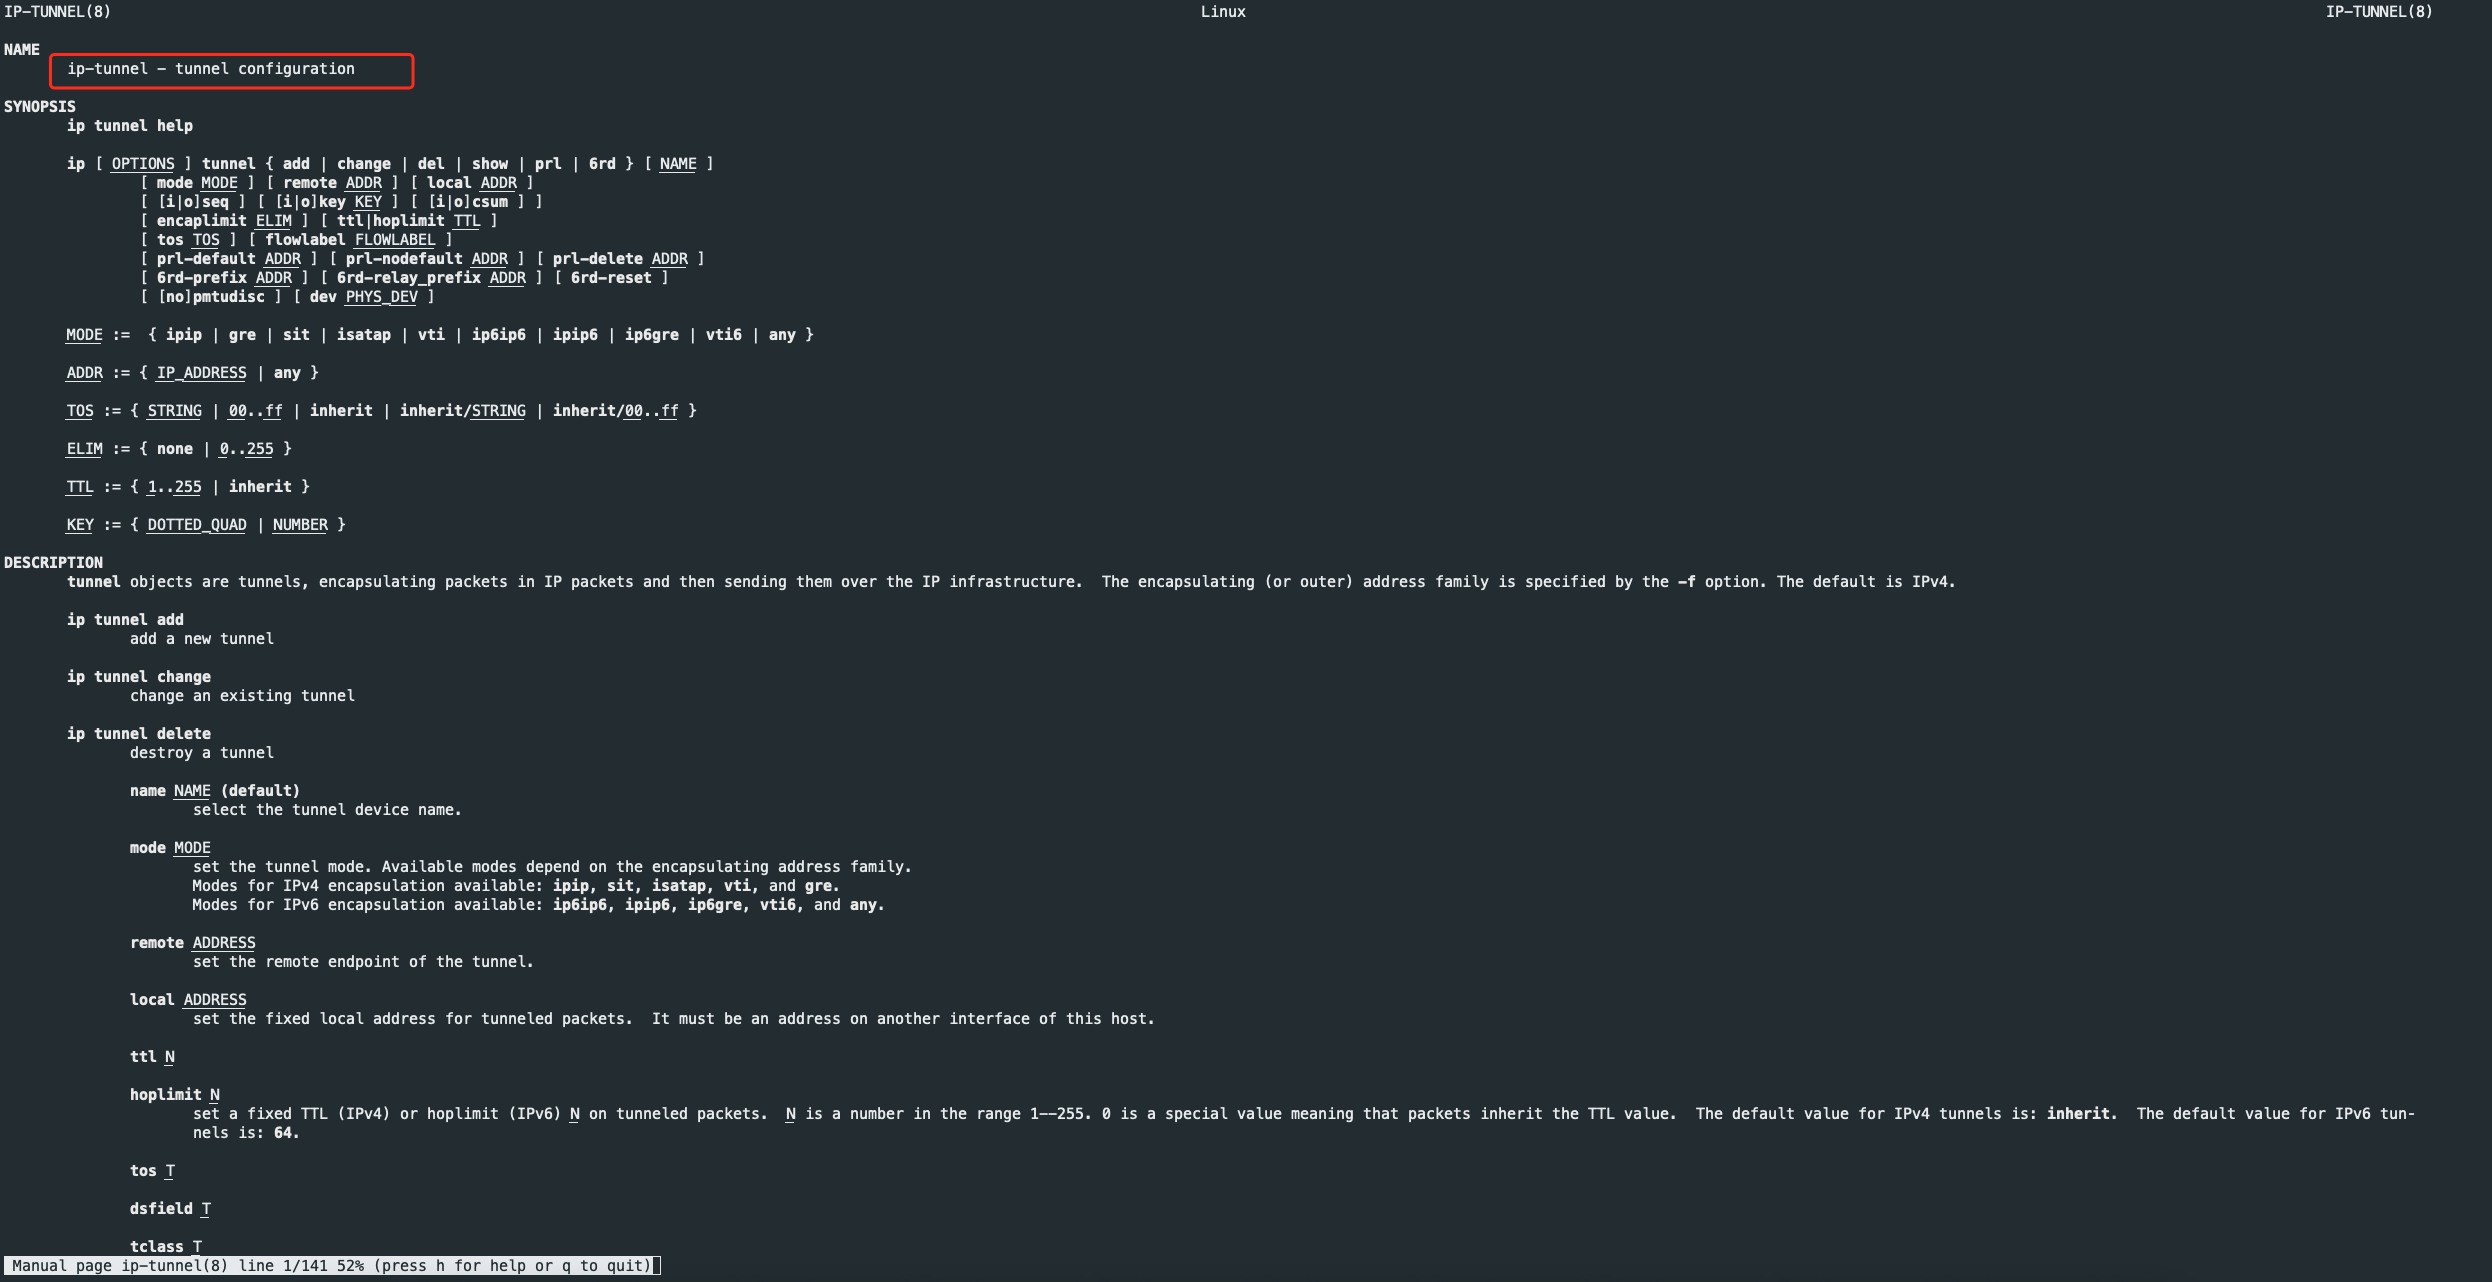 IP-TUNNEL(8) Linux IP-TUNNEL(8)
NAME
ip-tunnel - tunnel configuration
SYNOPSIS
ip tunnel help
ip [ OPTIONS ] tunnel { add | change | del | show | prl | 6rd } [ NAME ]
[ mode MODE ] [ remote ADDR ] [ local ADDR ]
[ [i|o]seq ] [ [i|o]key KEY ] [ [i|o]csum ] ]
[ encaplimit ELIM ] [ ttl|hoplimit TTL ]
[ tos TOS ] [ flowlabel FLOWLABEL ]
[ prl-default ADDR ] [ prl-nodefault ADDR ] [ prl-delete ADDR ]
[ 6rd-prefix ADDR ] [ 6rd-relay_prefix ADDR ] [ 6rd-reset ]
[ [no]pmtudisc ] [ dev PHYS_DEV ]
MODE := { ipip | gre | sit | isatap | vti | ip6ip6 | ipip6 | ip6gre | vti6 | any }
ADDR := { IP_ADDRESS | any }
TOS := { STRING | 00..ff | inherit | inherit/STRING | inherit/00..ff }
ELIM := { none | 0..255 }
TTL := { 1..255 | inherit }
KEY := { DOTTED_QUAD | NUMBER }
DESCRIPTION
tunnel objects are tunnels, encapsulating packets in IP packets and then sending them over the IP infrastructure. The encapsulating (or outer) address family is specified by the -f option. The default is IPv4.
ip tunnel add
add a new tunnel
ip tunnel change
change an existing tunnel
ip tunnel delete
destroy a tunnel
name NAME (default)
select the tunnel device name.
mode MODE
set the tunnel mode. Available modes depend on the encapsulating address family.
Modes for IPv4 encapsulation available: ipip, sit, isatap, vti, and gre.
Modes for IPv6 encapsulation available: ip6ip6, ipip6, ip6gre, vti6, and any.
remote ADDRESS
set the remote endpoint of the tunnel.
local ADDRESS
set the fixed local address for tunneled packets. It must be an address on another interface of this host.
ttl N
hoplimit N
set a fixed TTL (IPv4) or hoplimit (IPv6) N on tunneled packets. N is a number in the range 1--255. 0 is a special value meaning that packets inherit the TTL value. The default value for IPv4 tunnels is: inherit. The default value for IPv6 tun-
nels is: 64.
tos T
dsfield T
tclass T
Manual page ip-tunnel(8) line 1/141 52% (press h for help or q to quit)